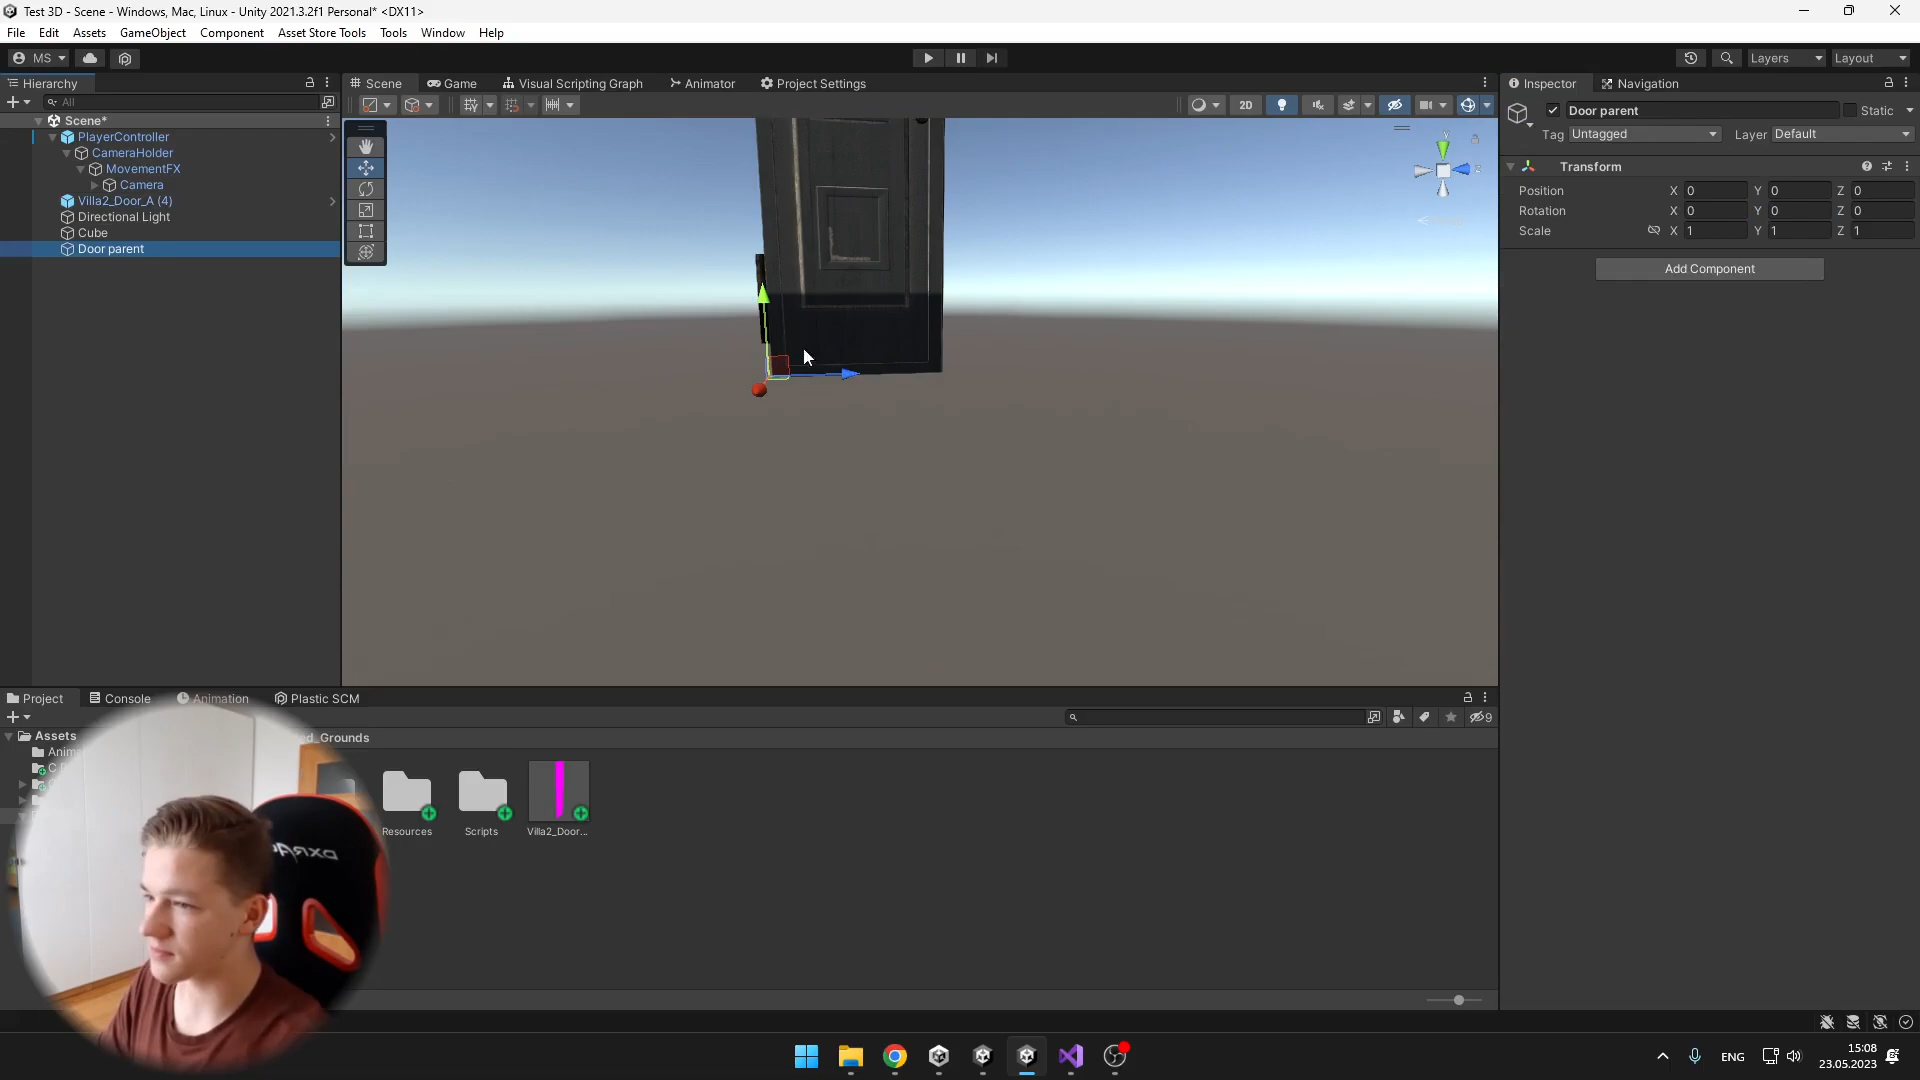 Test 3D - Scene - Windows, Mac, Linux - Unity 2021.3.2f1 Personal* <DX11>
File Edit Assets GameObject Component Asset Store Tools Tools Window Help
MS Layers Layout
Hierarchy Scene Game Visual Scripting Graph Animator Project Settings Inspector Navigation
All 2D
Scene*
PlayerController
CameraHolder
MovementFX
Camera
Villa2_Door_A (4)
Directional Light
Cube
Door parent
Door parent Static
Tag Untagged Layer Default
Transform
Position X 0 Y 0 Z 0
Rotation X 0 Y 0 Z 0
Scale X 1 Y 1 Z 1
Add Component
Project Console Animation Plastic SCM
9
Assets
Resources Scripts Villa2_Door...
ENG
15:08
23.05.2023